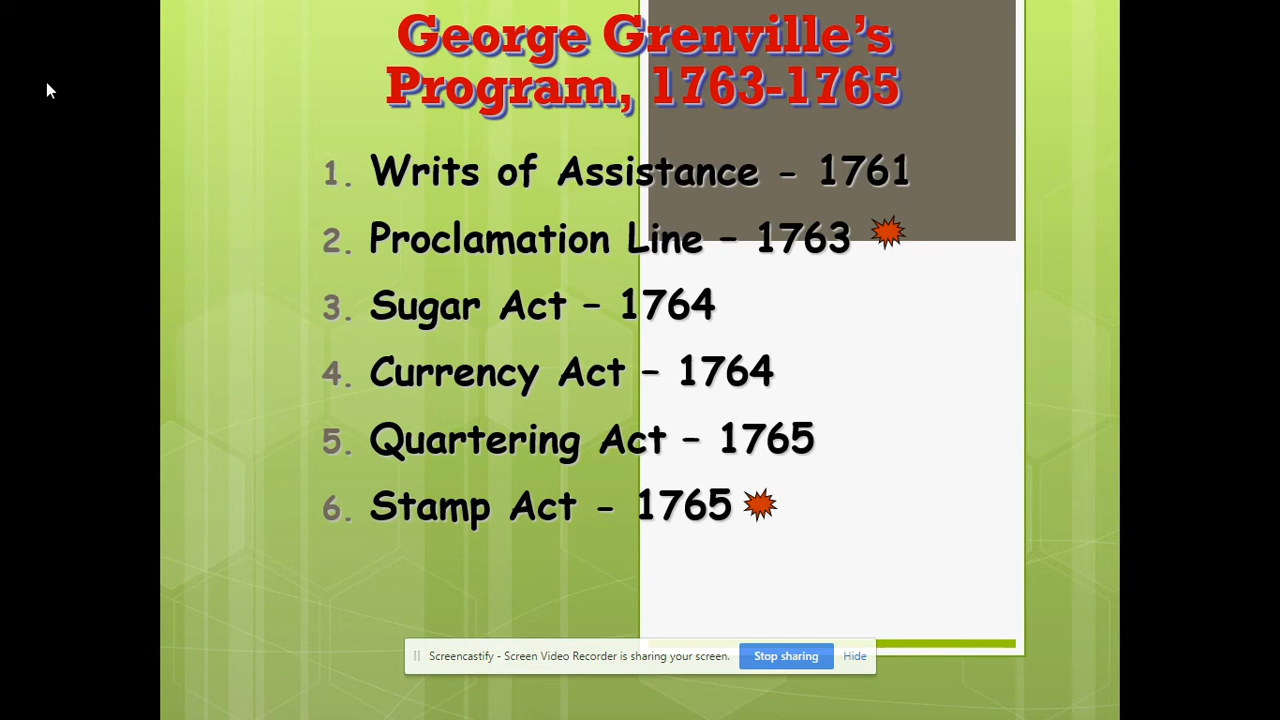 George Grenville's
Program, 1763-1765
1. Writs of Assistance - 1761
2. Proclamation Line - 1763
3. Sugar Act - 1764
4. Currency Act - 1764
5. Quartering Act - 1765
6. Stamp Act - 1765
Screencastify - Screen Video Recorder is sharing your screen. Stop sharing Hide